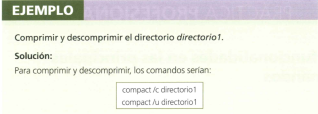 EJEMPLO
Comprimir y descomprimir el directorio directorio1.
Solución:
Para comprimir y descomprimir, los comandos serían:
compact /c directorio1
compact /u directorio1